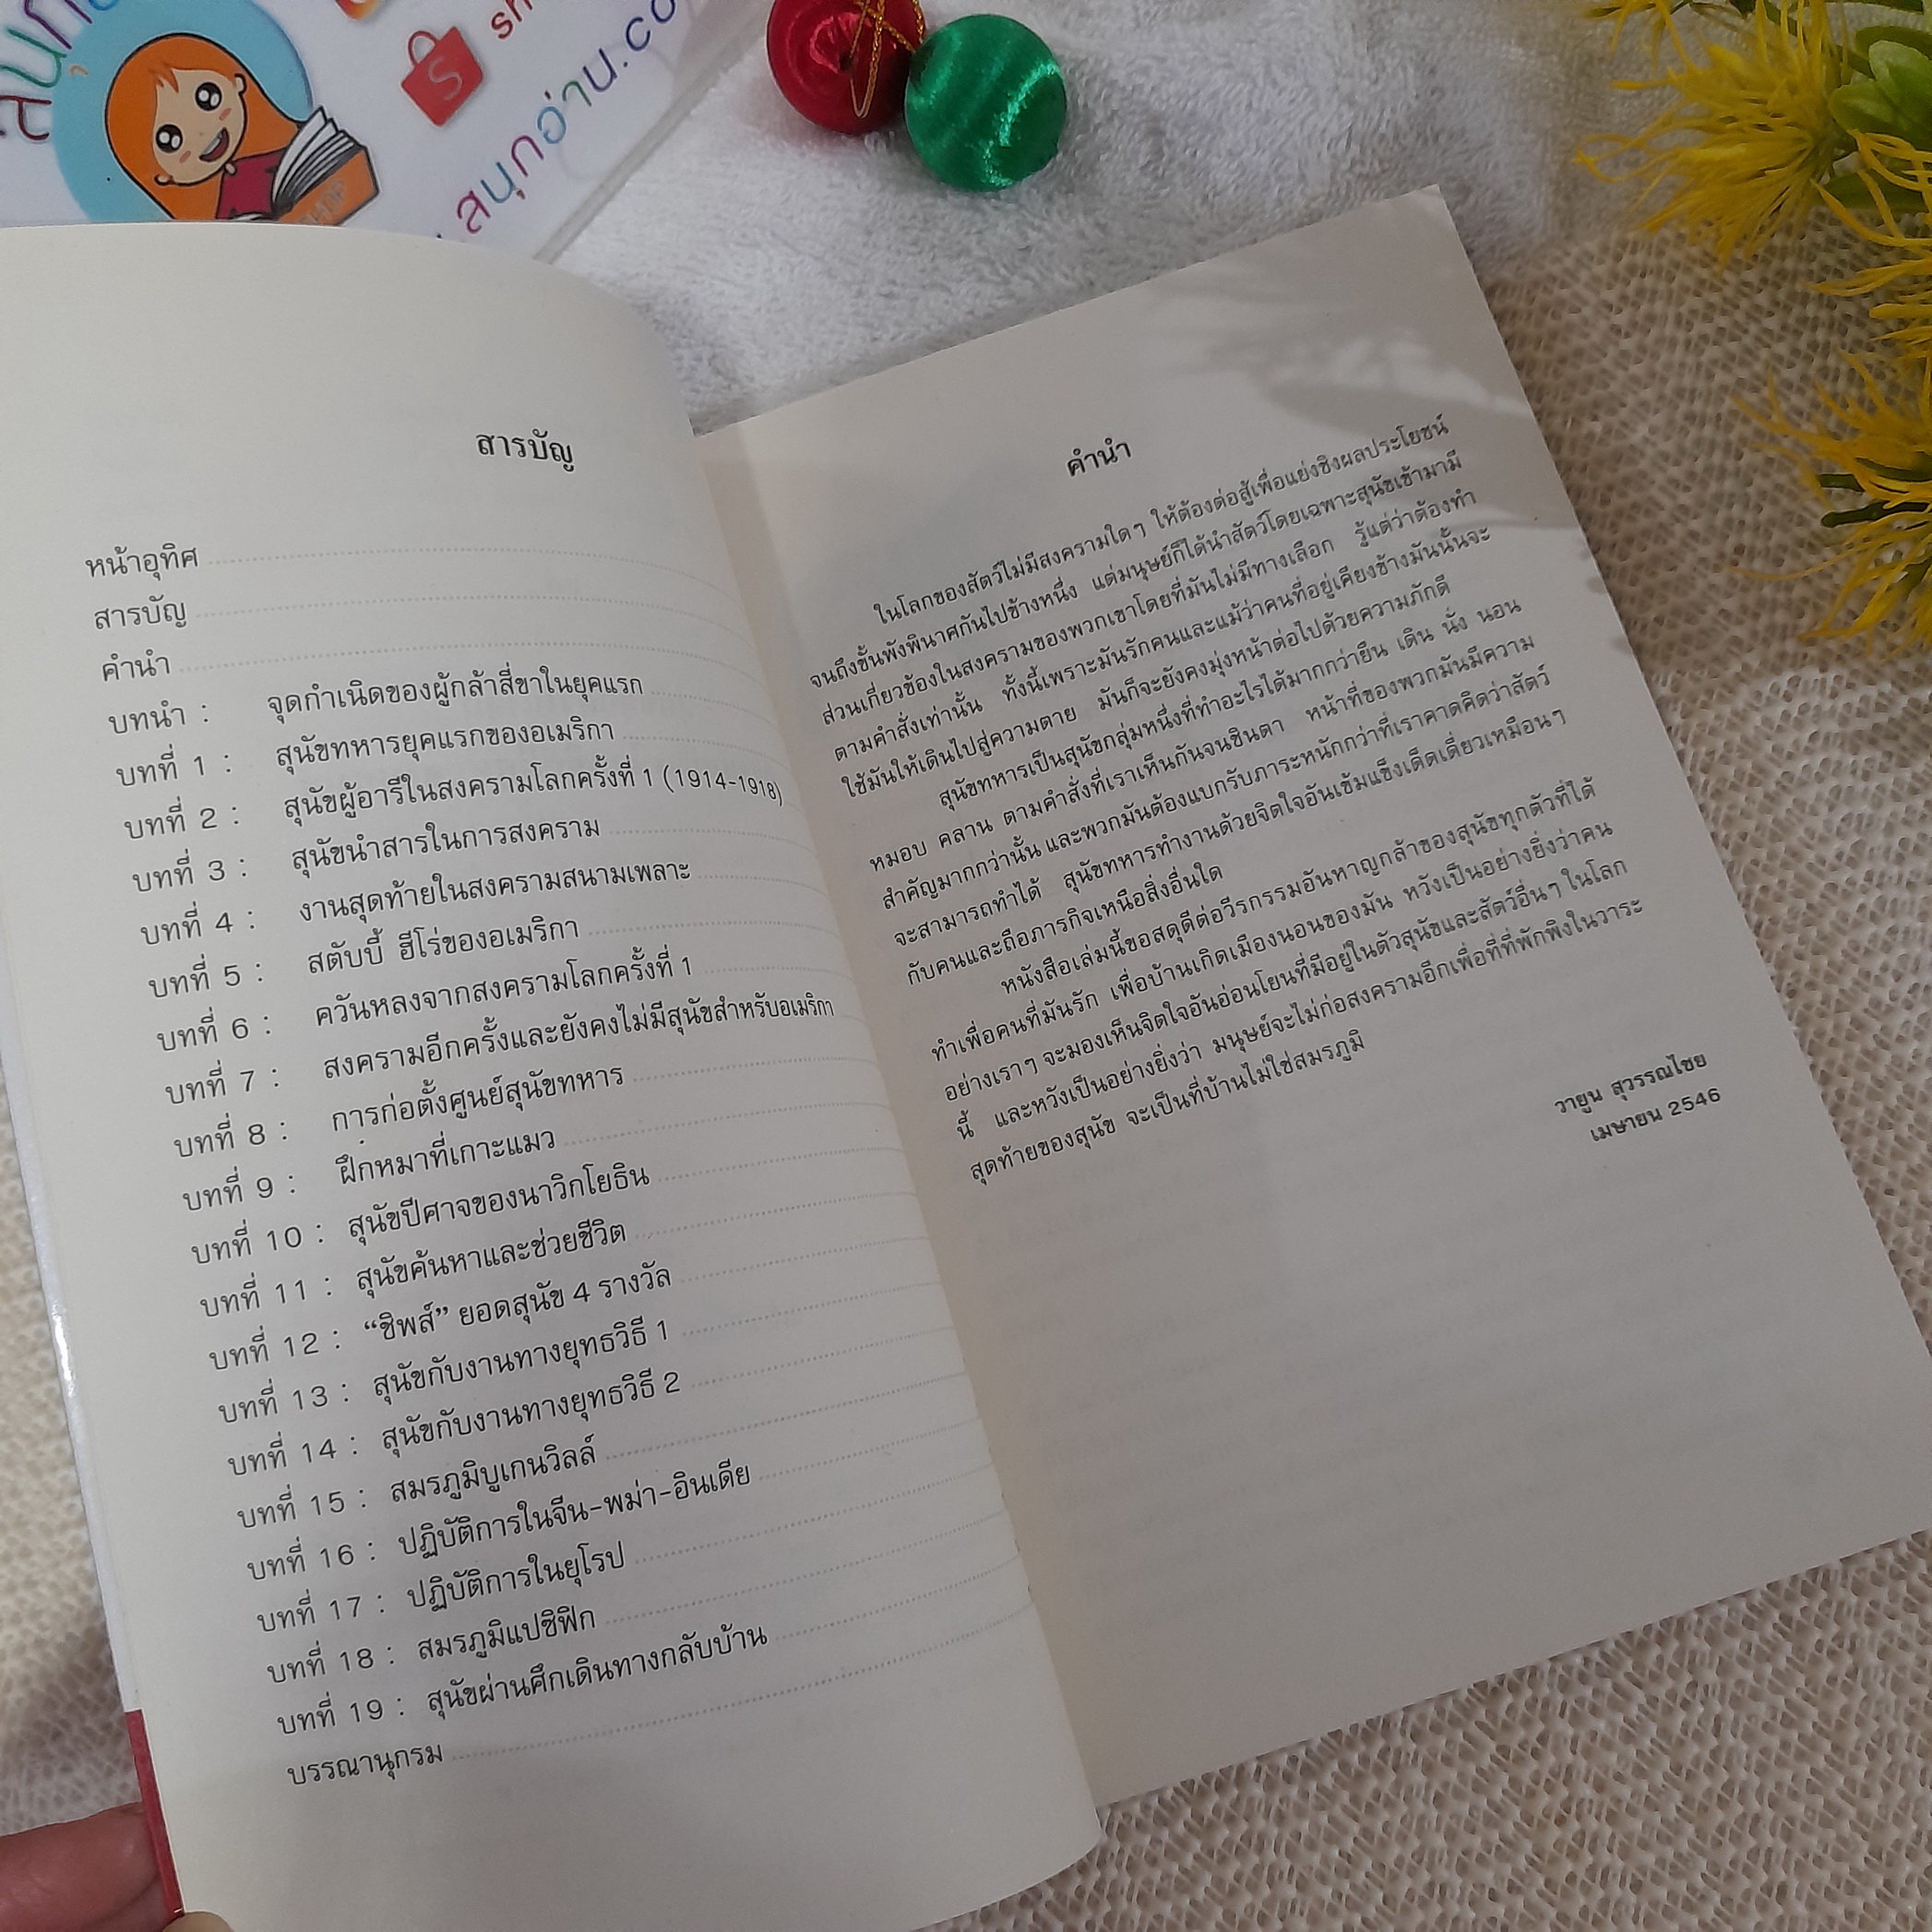 สนุกอ่าน.co
SHOP
สารบัญ
หน้าอุทิศ
สารบัญ
คำนำ
บทนำ : จุดกำเนิดของผู้กล้าสี่ขาในยุคแรก
บทที่ 1 : สุนัขทหารยุคแรกของอเมริกา
บทที่ 2 : สุนัขผู้อารีในสงครามโลกครั้งที่ 1 (1914-1918)
บทที่ 3 : สุนัขนำสารในการสงคราม
บทที่ 4 : งานสุดท้ายในสงครามสนามเพลาะ
บทที่ 5 : สตับบี้ ฮีโร่ของอเมริกา
บทที่ 6 : ควันหลงจากสงครามโลกครั้งที่ 1
บทที่ 7 : สงครามอีกครั้งและยังคงไม่มีสุนัขสำหรับอเมริกา
บทที่ 8 : การก่อตั้งศูนย์สุนัขทหาร
บทที่ 9 : ฝึกหมาที่เกาะแมว
บทที่ 10 : สุนัขปีศาจของนาวิกโยธิน
บทที่ 11 : สุนัขค้นหาและช่วยชีวิต
บทที่ 12 : “ชิพส์” ยอดสุนัข 4 รางวัล
บทที่ 13 : สุนัขกับงานทางยุทธวิธี 1
บทที่ 14 : สุนัขกับงานทางยุทธวิธี 2
บทที่ 15 : สมรภูมิบูเกนวิลล์
บทที่ 16 : ปฏิบัติการในจีน-พม่า-อินเดีย
บทที่ 17 : ปฏิบัติการในยุโรป
บทที่ 18 : สมรภูมิแปซิฟิก
บทที่ 19 : สุนัขผ่านศึกเดินทางกลับบ้าน
บรรณานุกรม
คำนำ
ในโลกของสัตว์ไม่มีสงครามใดๆ ให้ต้องต่อสู้เพื่อแย่งชิงผลประโยชน์
จนถึงขั้นพังพินาศกันไปข้างหนึ่ง แต่มนุษย์ก็ได้นำสัตว์โดยเฉพาะสุนัขเข้ามามี
ส่วนเกี่ยวข้องในสงครามของพวกเขาโดยที่มันไม่มีทางเลือก รู้แต่ว่าต้องทำ
ตามคำสั่งเท่านั้น ทั้งนี้เพราะมันรักคนและแม้ว่าคนที่อยู่เคียงข้างมันนั้นจะ
ใช้มันให้เดินไปสู่ความตาย มันก็จะยังคงมุ่งหน้าต่อไปด้วยความภักดี
สุนัขทหารเป็นสุนัขกลุ่มหนึ่งที่ทำอะไรได้มากกว่ายืน เดิน นั่ง นอน
หมอบ คลาน ตามคำสั่งที่เราเห็นกันจนชินตา หน้าที่ของพวกมันมีความ
สำคัญมากกว่านั้น และพวกมันต้องแบกรับภาระหนักกว่าที่เราคาดคิดว่าสัตว์
จะสามารถทำได้ สุนัขทหารทำงานด้วยจิตใจอันเข้มแข็งเด็ดเดี่ยวเหมือนๆ
กับคนและถือภารกิจเหนือสิ่งอื่นใด
หนังสือเล่มนี้ขอสดุดีต่อวีรกรรมอันหาญกล้าของสุนัขทุกตัวที่ได้
ทำเพื่อคนที่มันรัก เพื่อบ้านเกิดเมืองนอนของมัน หวังเป็นอย่างยิ่งว่าคน
อย่างเราๆ จะมองเห็นจิตใจอันอ่อนโยนที่มีอยู่ในตัวสุนัขและสัตว์อื่นๆ ในโลก
นี้ และหวังเป็นอย่างยิ่งว่า มนุษย์จะไม่ก่อสงครามอีกเพื่อที่ที่พักพิงในวาระ
สุดท้ายของสุนัข จะเป็นที่บ้านไม่ใช่สมรภูมิ
วายูน สุวรรณไชย
เมษายน 2546